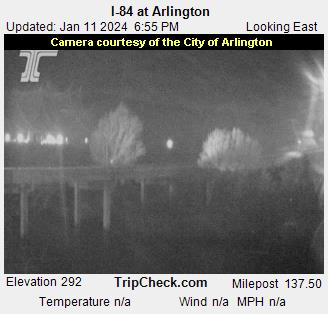 I-84 at Arlington
Updated: Jan 11 2024 6:55 PM Looking East
Camera courtesy of the City of Arlington
Elevation 292 TripCheck.com Milepost 137.50
Temperature n/a Wind n/a MPH n/a